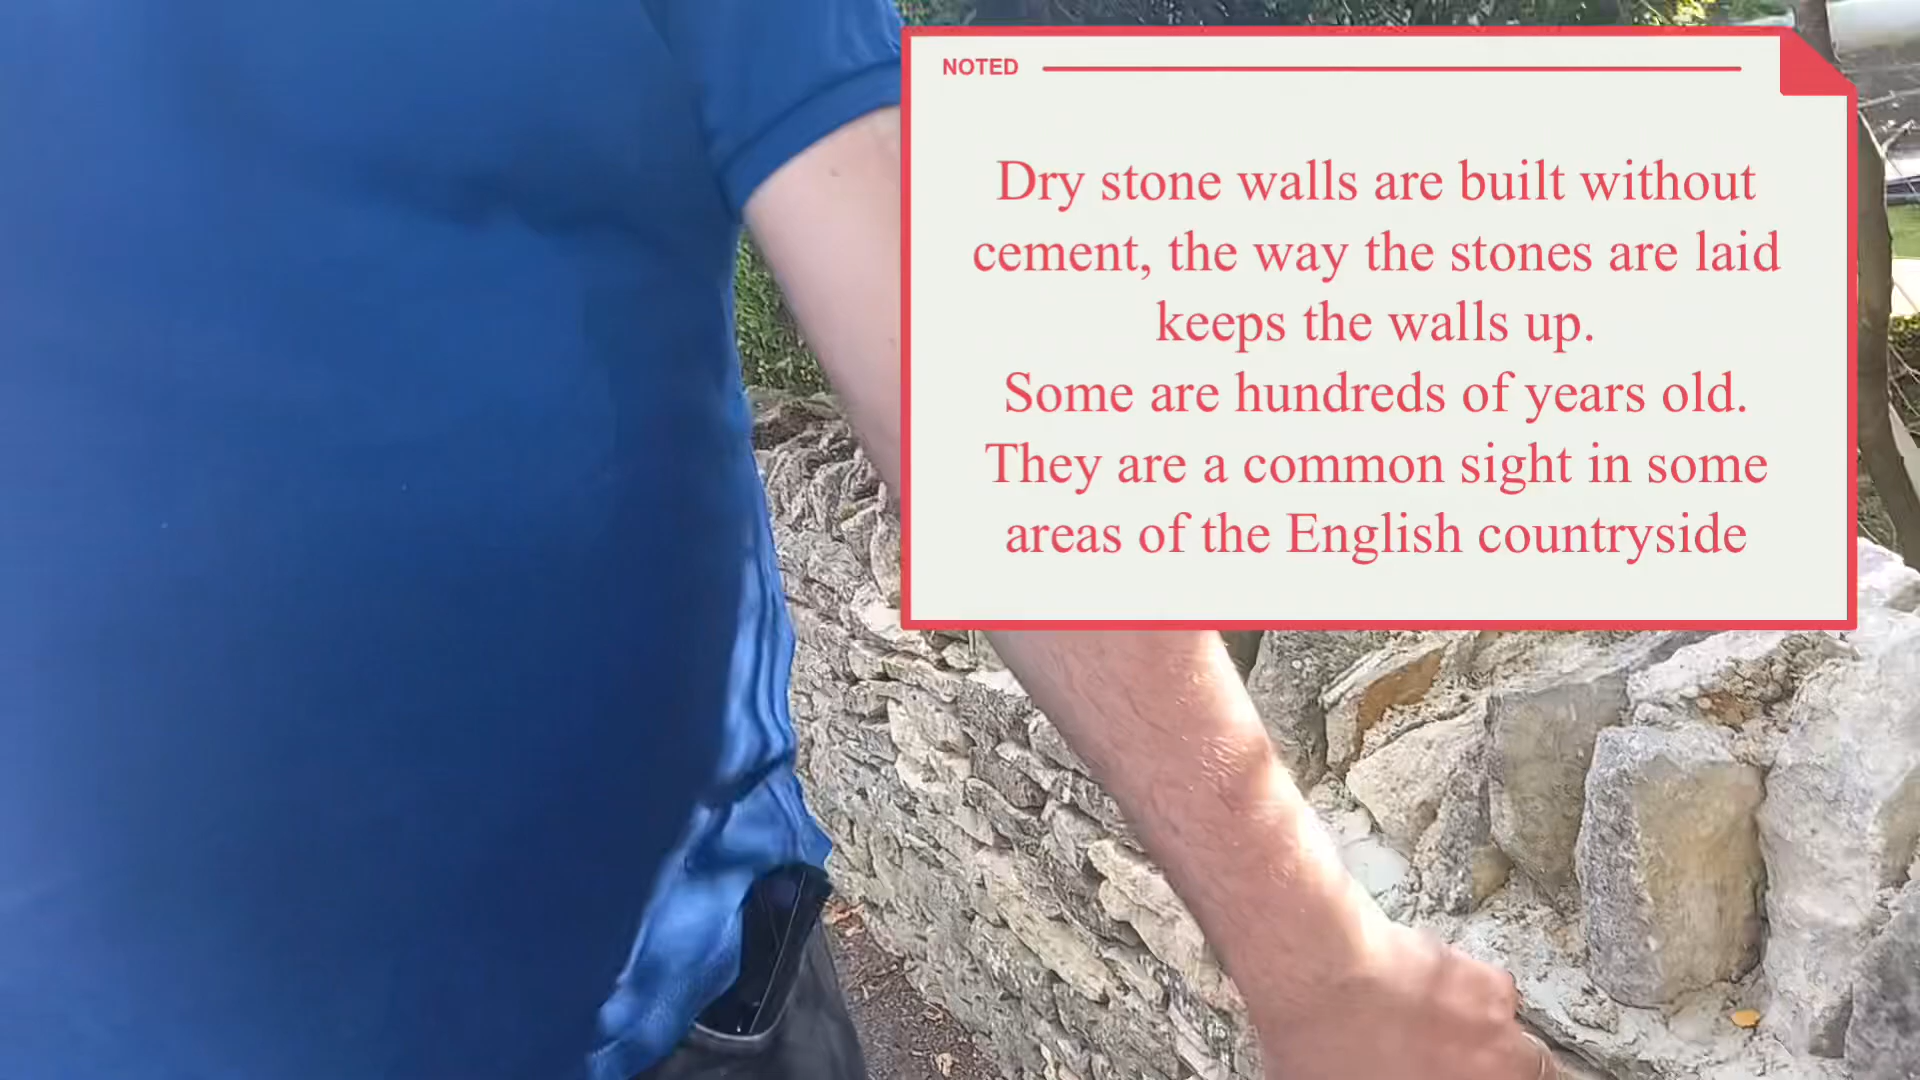 NOTED
Dry stone walls are built without
cement, the way the stones are laid
keeps the walls up.
Some are hundreds of years old.
They are a common sight in some
areas of the English countryside